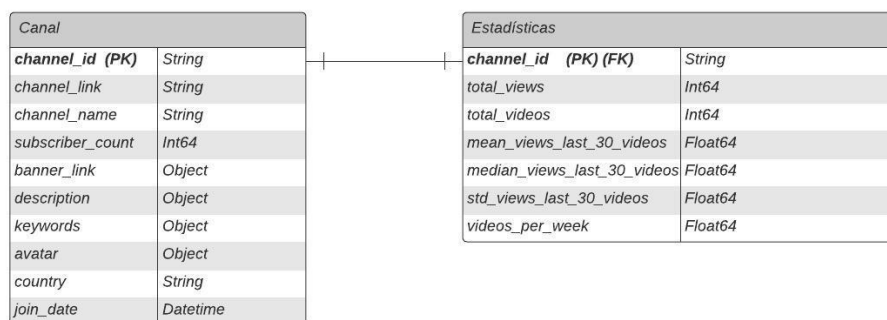 Canal
channel_id (PK) String
channel_link String
channel_name String
subscriber_count Int64
banner_link Object
description Object
keywords Object
avatar Object
country String
join_date Datetime
Estadísticas
channel_id (PK) (FK) String
total_views Int64
total_videos Int64
mean_views_last_30_videos Float64
median_views_last_30_videos Float64
std_views_last_30_videos Float64
videos_per_week Float64